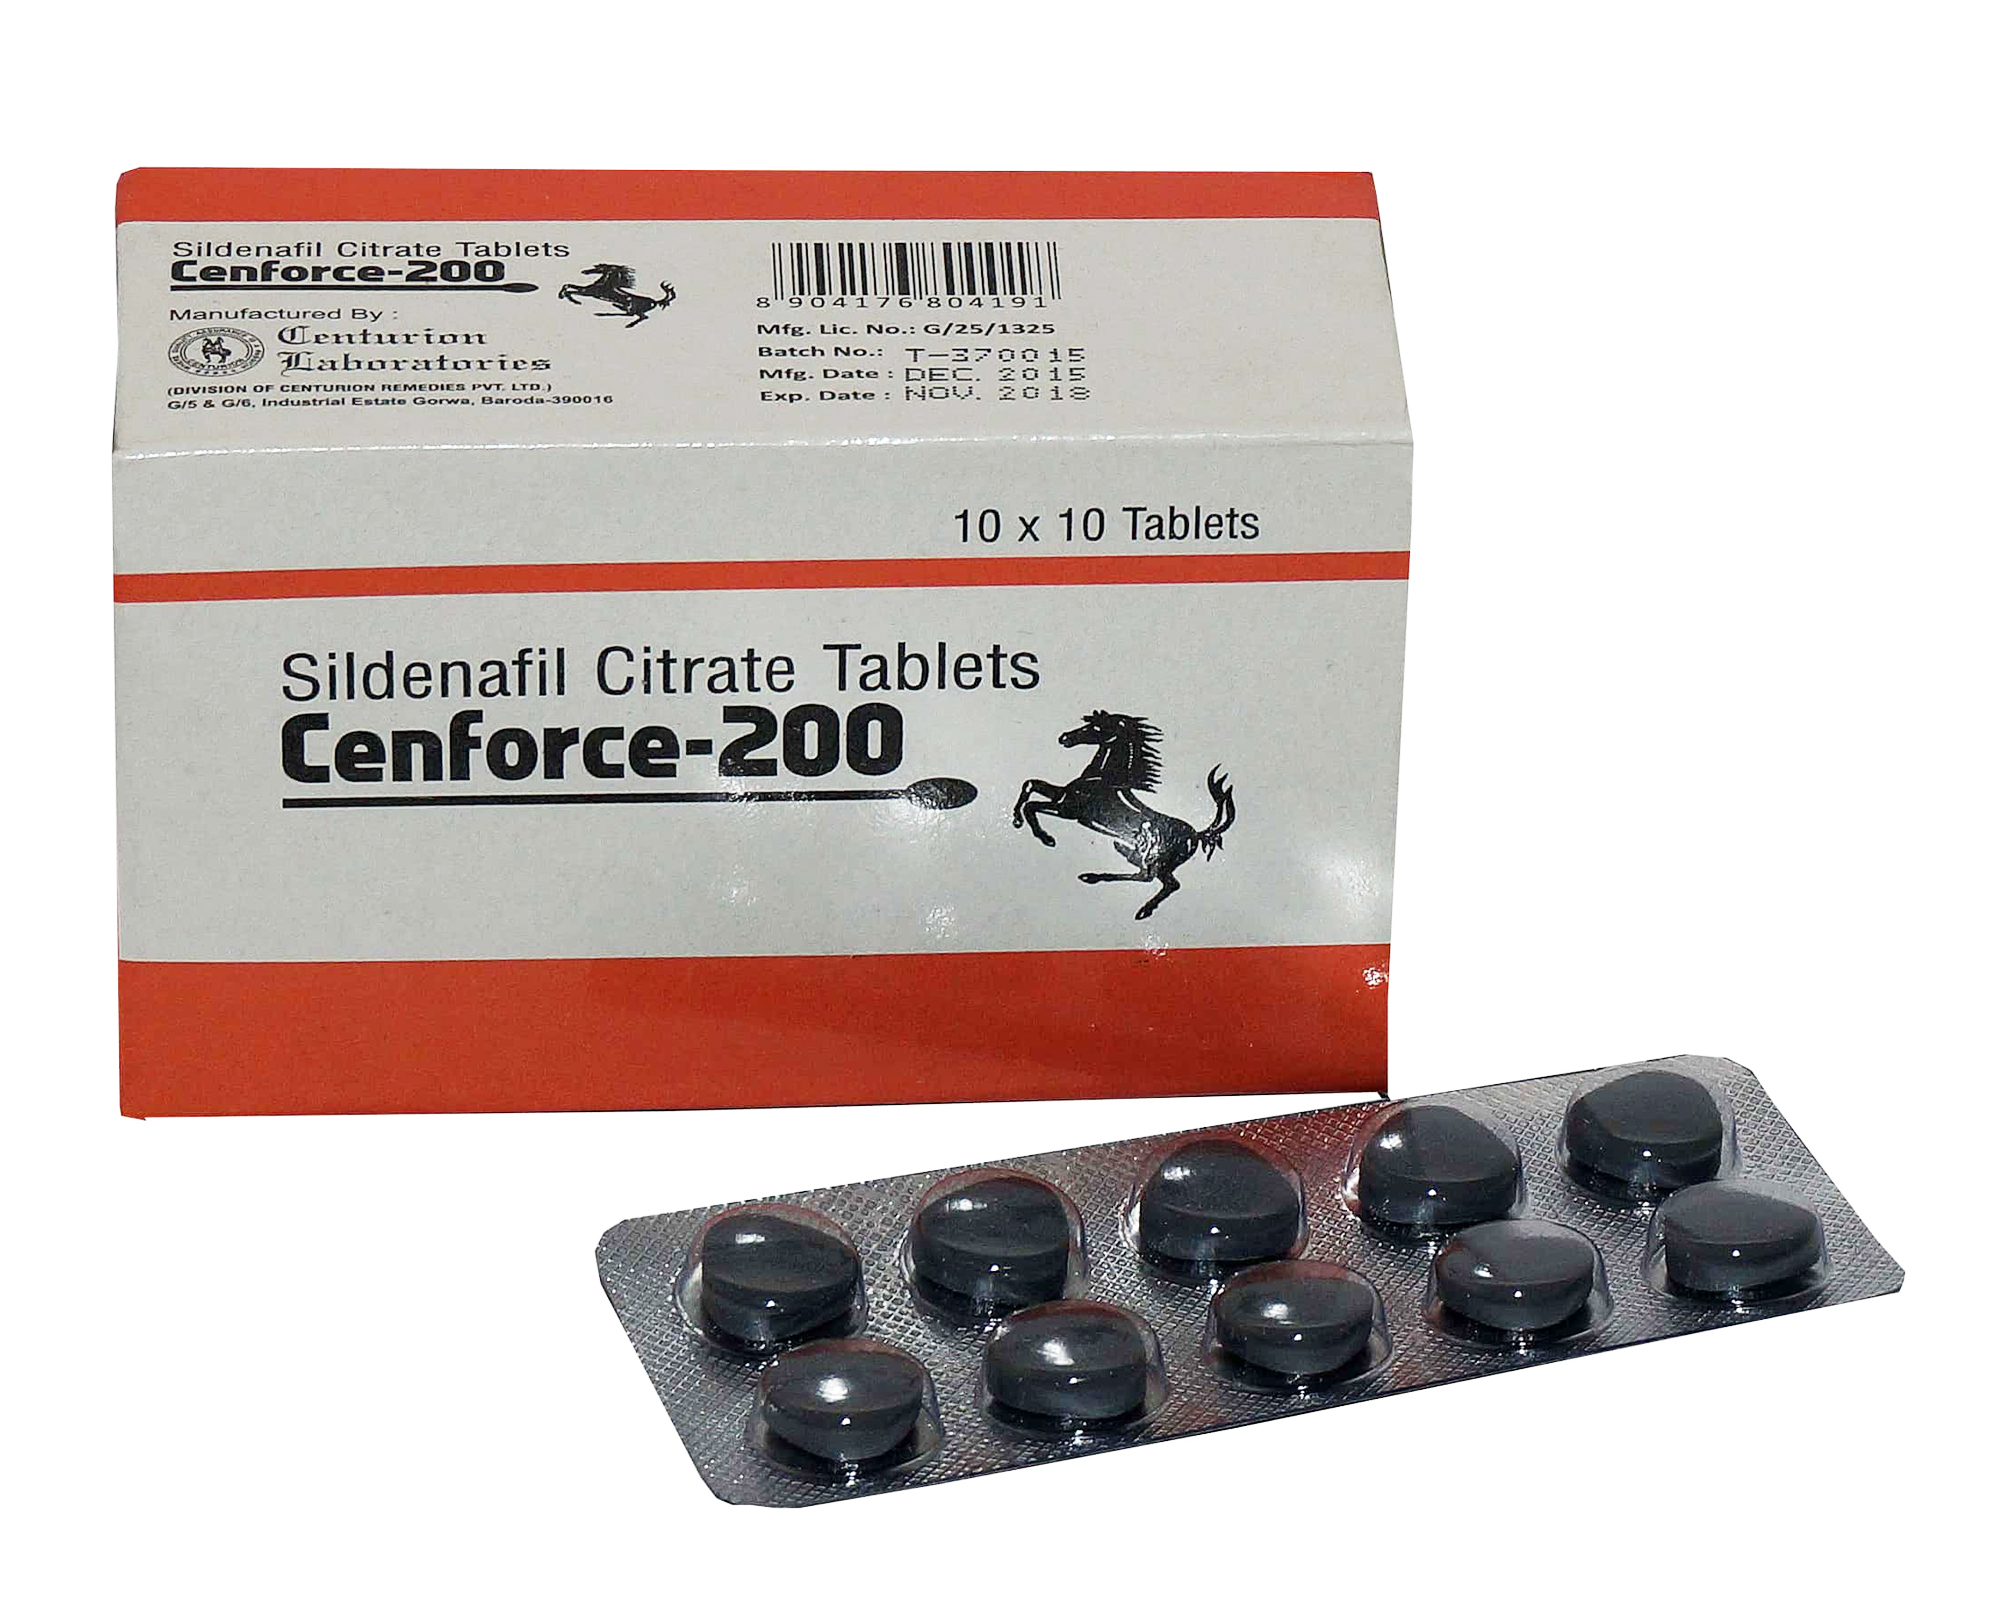 Sildenafil Citrate Tablets
Cenforce-200
Manufactured By :
Centurion
Laboratories
(DIVISION OF CENTURION REMEDIES PVT. LTD.)
G/5 & G/6, Industrial Estate Gorwa, Baroda-390016
8 904176 804191
Mfg. Lic. No.: G/25/1325
Batch No.: T-370015
Mfg. Date : DEC. 2015
Exp. Date : NOV. 2018
10 x 10 Tablets
Sildenafil Citrate Tablets
Cenforce-200